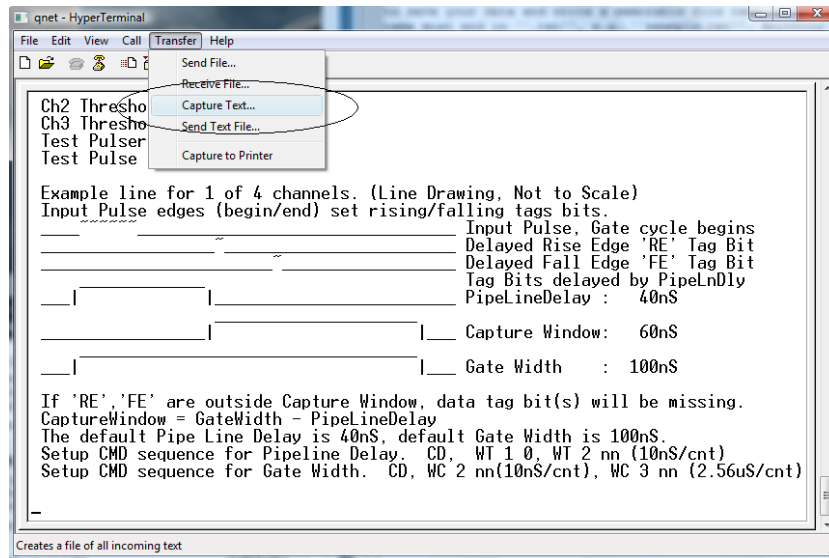 qnet - HyperTerminal
File Edit View Call Transfer Help
Send File...
Receive File...
Capture Text...
Send Text File...
Capture to Printer
Ch2 Thresho
Ch3 Thresho
Test Pulser
Test Pulse
Example line for 1 of 4 channels. (Line Drawing, Not to Scale)
Input Pulse edges (begin/end) set rising/falling tags bits.
Input Pulse, Gate cycle begins
Delayed Rise Edge 'RE' Tag Bit
Delayed Fall Edge 'FE' Tag Bit
Tag Bits delayed by PipeLnDly
PipeLineDelay : 40nS
Capture Window: 60nS
Gate Width : 100nS
If 'RE','FE' are outside Capture Window, data tag bit(s) will be missing.
CaptureWindow = GateWidth - PipeLineDelay
The default Pipe Line Delay is 40nS, default Gate Width is 100nS.
Setup CMD sequence for Pipeline Delay. CD, WT 1 0, WT 2 nn (10nS/cnt)
Setup CMD sequence for Gate Width. CD, WC 2 nn(10nS/cnt), WC 3 nn (2.56uS/cnt)
Creates a file of all incoming text